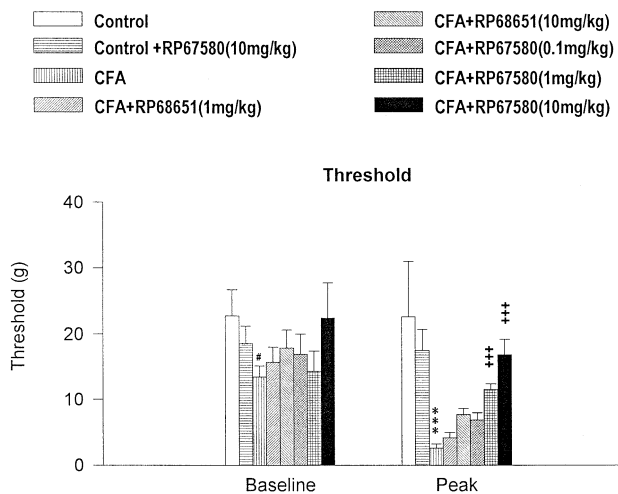 Control
Control +RP67580(10mg/kg)
CFA
CFA+RP68651(1mg/kg)
CFA+RP68651(10mg/kg)
CFA+RP67580(0.1mg/kg)
CFA+RP67580(1mg/kg)
CFA+RP67580(10mg/kg)
Threshold
Threshold (g)
40
30
20
10
0
#
***
‡‡‡
‡‡‡
Baseline
Peak